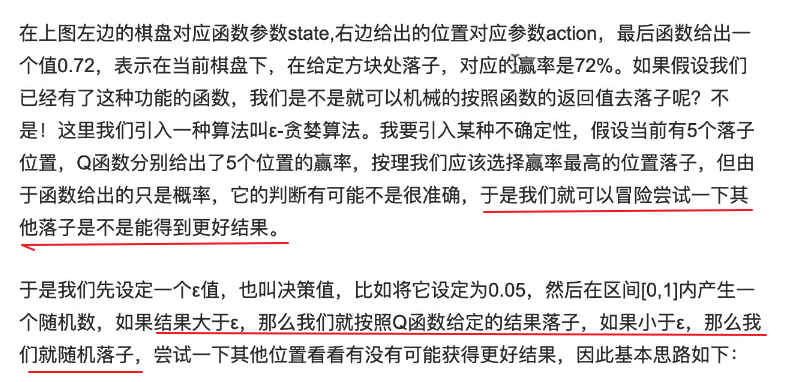 在上图左边的棋盘对应函数参数state,右边给出的位置对应参数action，最后函数给出一
个值0.72，表示在当前棋盘下，在给定方块处落子，对应的赢率是72%。如果假设我们
已经有了这种功能的函数，我们是不是就可以机械的按照函数的返回值去落子呢？不
是！这里我们引入一种算法叫ε-贪婪算法。我要引入某种不确定性，假设当前有5个落子
位置，Q函数分别给出了5个位置的赢率，按理我们应该选择赢率最高的位置落子，但由
于函数给出的只是概率，它的判断有可能不是很准确，于是我们就可以冒险尝试一下其
他落子是不是能得到更好结果。
于是我们先设定一个ε值，也叫决策值，比如将它设定为0.05，然后在区间[0,1]内产生一
个随机数，如果结果大于ε，那么我们就按照Q函数给定的结果落子，如果小于ε，那么我
们就随机落子，尝试一下其他位置看看有没有可能获得更好结果，因此基本思路如下：